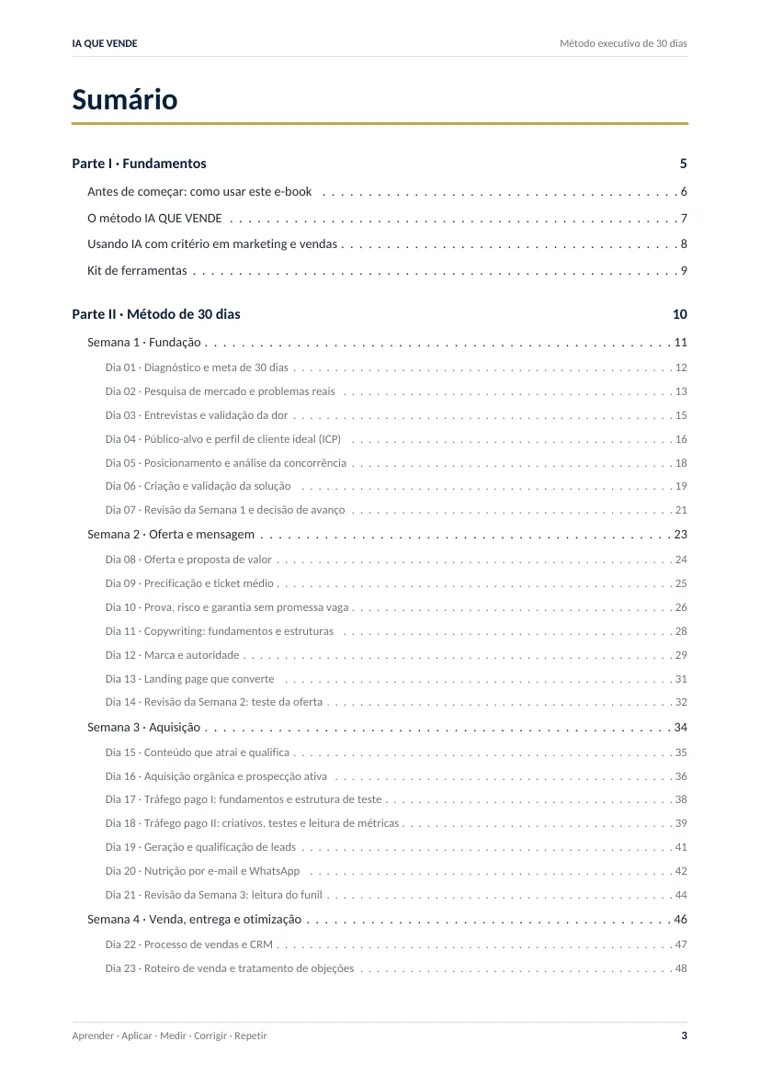 IA QUE VENDE Método executivo de 30 dias
Sumário
Parte I · Fundamentos 5
Antes de começar: como usar este e-book . . . . . . . . . . 6
O método IA QUE VENDE . . . . . . . . . . 7
Usando IA com critério em marketing e vendas . . . . . . . . . . 8
Kit de ferramentas . . . . . . . . . . 9
Parte II · Método de 30 dias 10
Semana 1 · Fundação . . . . . . . . . . 11
Dia 01 · Diagnóstico e meta de 30 dias . . . . . . . . . . 12
Dia 02 · Pesquisa de mercado e problemas reais . . . . . . . . . . 13
Dia 03 · Entrevistas e validação da dor . . . . . . . . . . 15
Dia 04 · Público-alvo e perfil de cliente ideal (ICP) . . . . . . . . . . 16
Dia 05 · Posicionamento e análise da concorrência . . . . . . . . . . 18
Dia 06 · Criação e validação da solução . . . . . . . . . . 19
Dia 07 · Revisão da Semana 1 e decisão de avanço . . . . . . . . . . 21
Semana 2 · Oferta e mensagem . . . . . . . . . . 23
Dia 08 · Oferta e proposta de valor . . . . . . . . . . 24
Dia 09 · Precificação e ticket médio . . . . . . . . . . 25
Dia 10 · Prova, risco e garantia sem promessa vaga . . . . . . . . . . 26
Dia 11 · Copywriting: fundamentos e estruturas . . . . . . . . . . 28
Dia 12 · Marca e autoridade . . . . . . . . . . 29
Dia 13 · Landing page que converte . . . . . . . . . . 31
Dia 14 · Revisão da Semana 2: teste da oferta . . . . . . . . . . 32
Semana 3 · Aquisição . . . . . . . . . . 34
Dia 15 · Conteúdo que atrai e qualifica . . . . . . . . . . 35
Dia 16 · Aquisição orgânica e prospecção ativa . . . . . . . . . . 36
Dia 17 · Tráfego pago I: fundamentos e estrutura de teste . . . . . . . . . . 38
Dia 18 · Tráfego pago II: criativos, testes e leitura de métricas . . . . . . . . . . 39
Dia 19 · Geração e qualificação de leads . . . . . . . . . . 41
Dia 20 · Nutrição por e-mail e WhatsApp . . . . . . . . . . 42
Dia 21 · Revisão da Semana 3: leitura do funil . . . . . . . . . . 44
Semana 4 · Venda, entrega e otimização . . . . . . . . . . 46
Dia 22 · Processo de vendas e CRM . . . . . . . . . . 47
Dia 23 · Roteiro de venda e tratamento de objeções . . . . . . . . . . 48
Aprender · Aplicar · Medir · Corrigir · Repetir 3